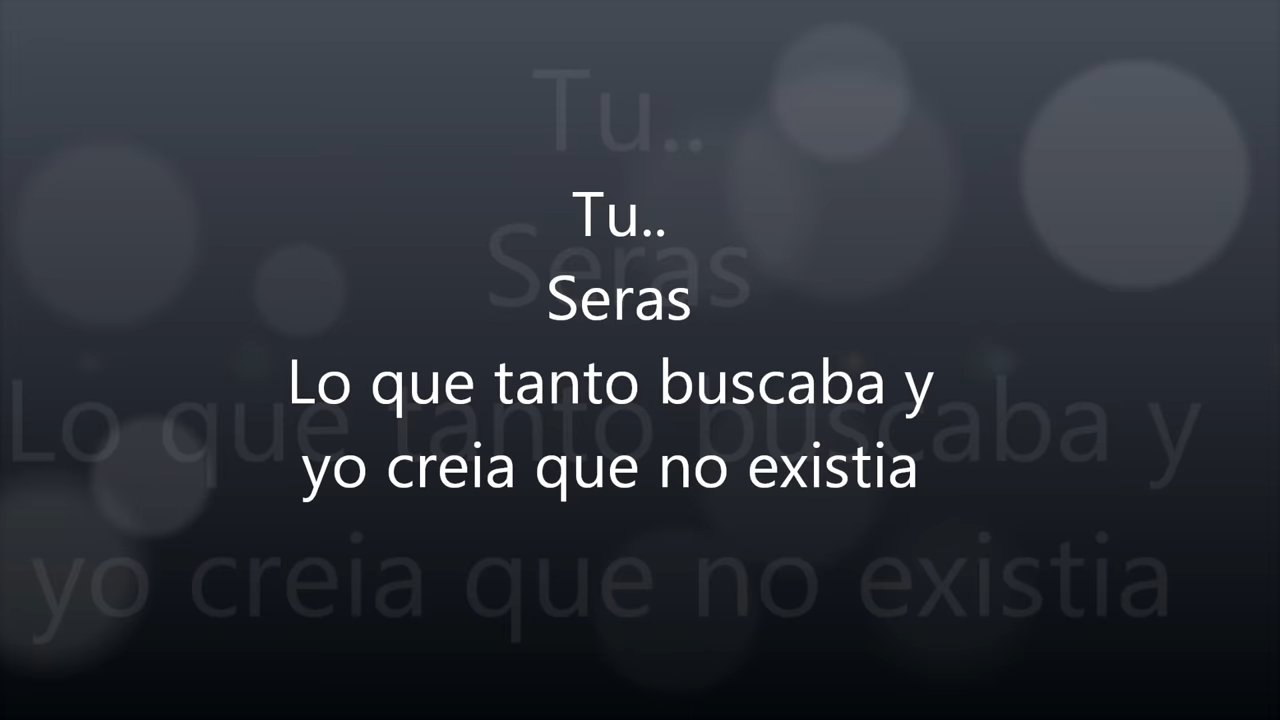 Tu..
Seras
Lo que tanto buscaba y
yo creia que no existia